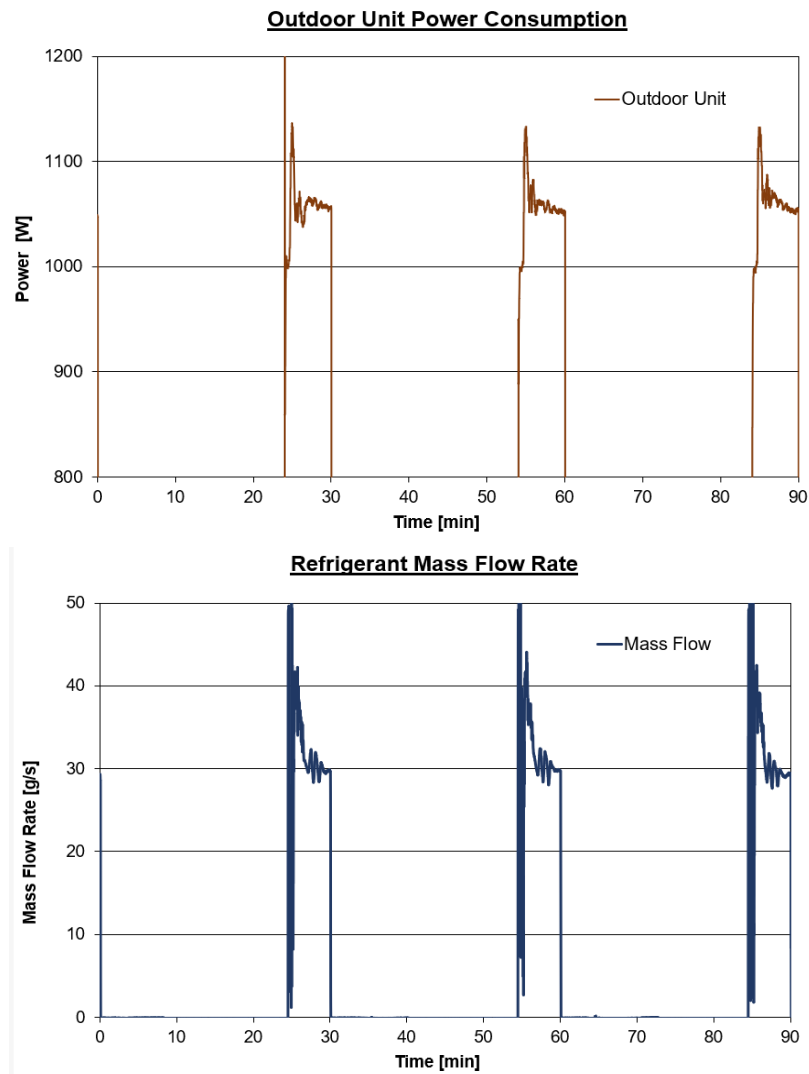 Outdoor Unit Power Consumption
1200
Outdoor Unit
1100
1000
900
800
Power [W]
0 10 20 30 40 50 60 70 80 90
Time [min]
Refrigerant Mass Flow Rate
50
Mass Flow
40
30
20
10
0
Mass Flow Rate [g/s]
0 10 20 30 40 50 60 70 80 90
Time [min]